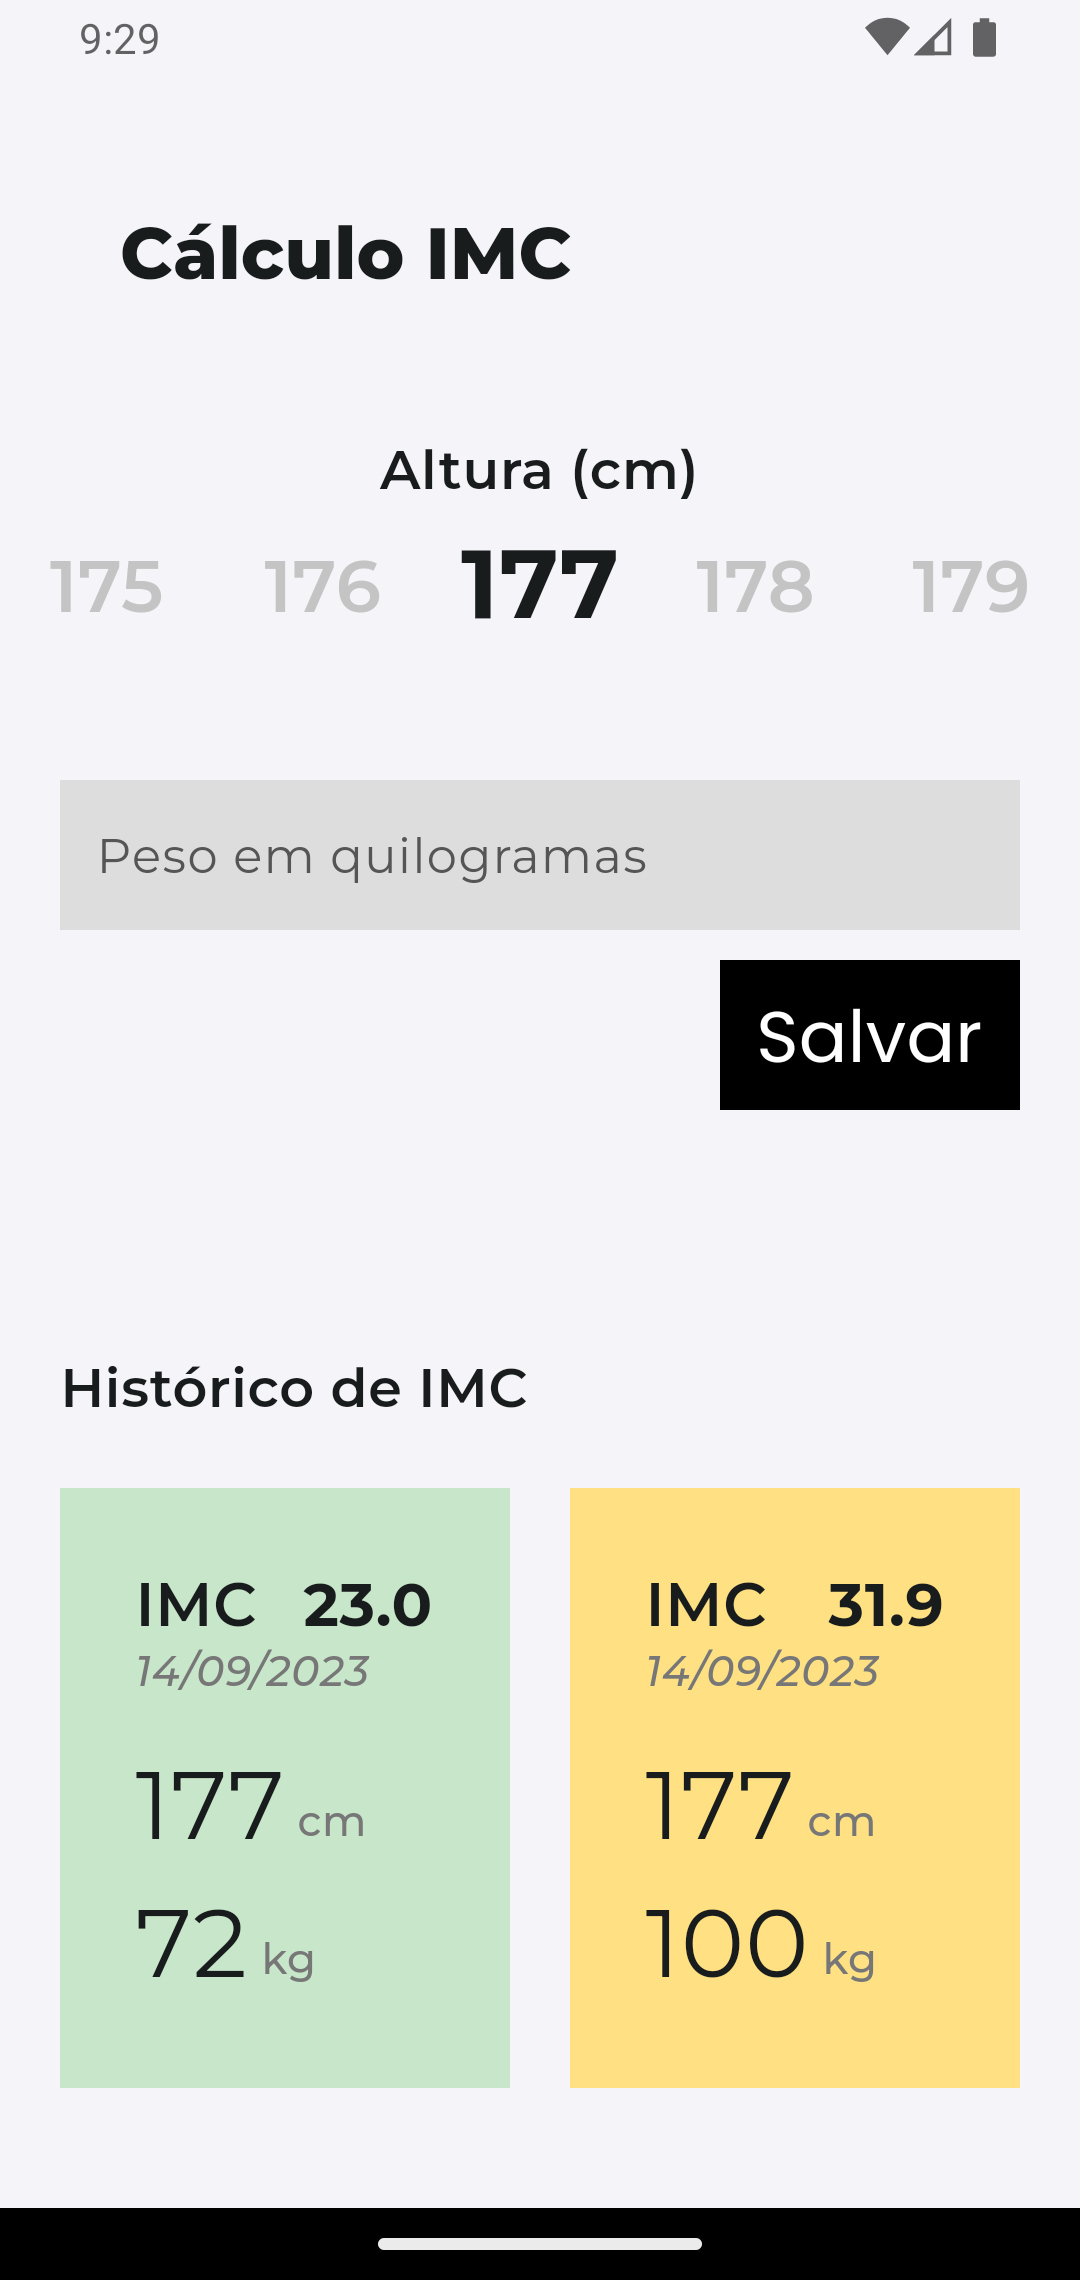 9:29
Cálculo IMC
Altura (cm)
175 176 177 178 179
Peso em quilogramas
Salvar
Histórico de IMC
IMC 23.0
14/09/2023
177 cm
72 kg
IMC 31.9
14/09/2023
177 cm
100 kg